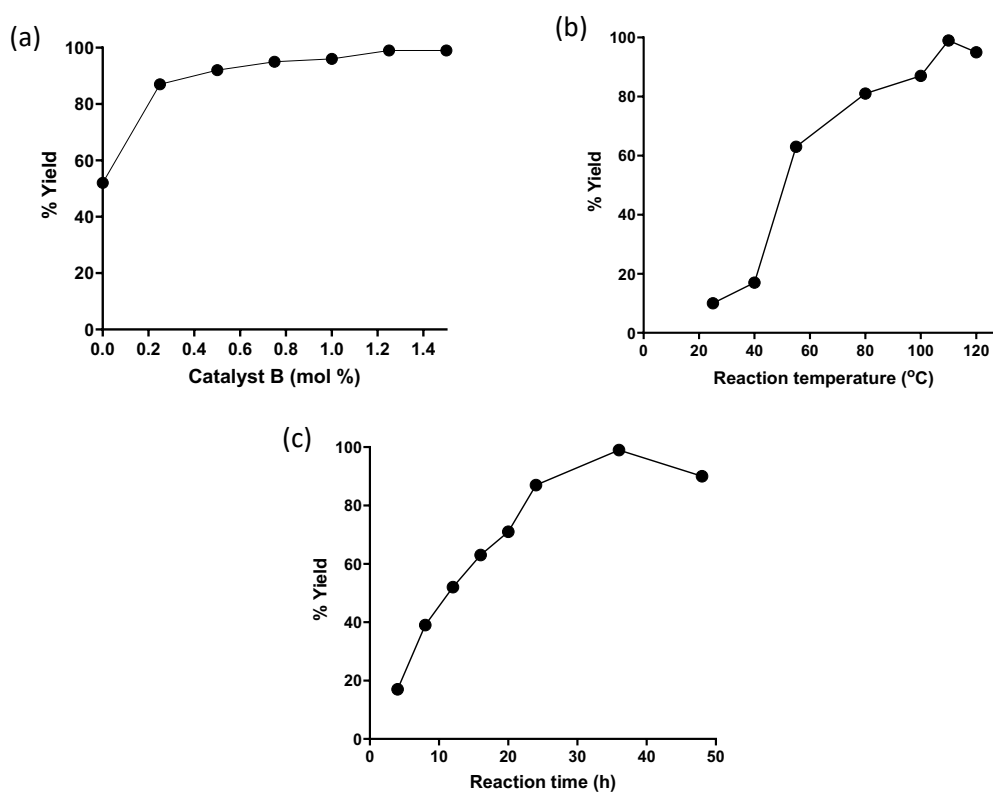 (a)
100
80
60
40
20
0
% Yield
0.0 0.2 0.4 0.6 0.8 1.0 1.2 1.4
Catalyst B (mol %)
(b)
100
80
60
40
20
0
% Yield
0 20 40 60 80 100 120
Reaction temperature (°C)
(c)
100
80
60
40
20
0
% Yield
0 10 20 30 40 50
Reaction time (h)